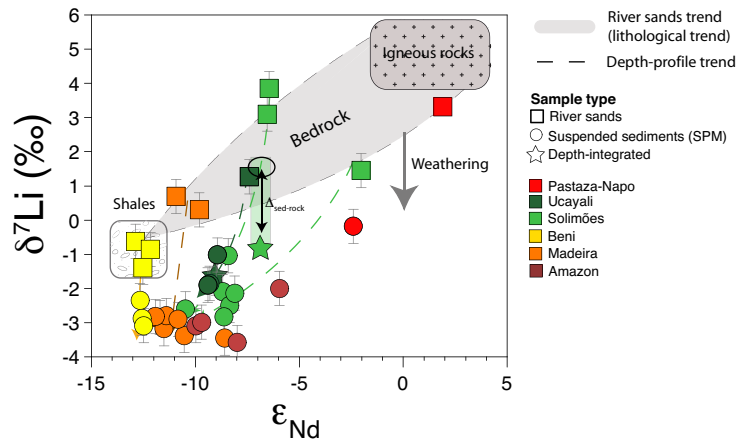 6
5
4
3
2
1
0
-1
-2
-3
-4
-15
-10
-5
0
5
δ⁷Li (‰)
εNd
Igneous rocks
Bedrock
Shales
Weathering
Δsed-rock
River sands trend
(lithological trend)
Depth-profile trend
Sample type
River sands
Suspended sediments (SPM)
Depth-integrated
Pastaza-Napo
Ucayali
Solimões
Beni
Madeira
Amazon